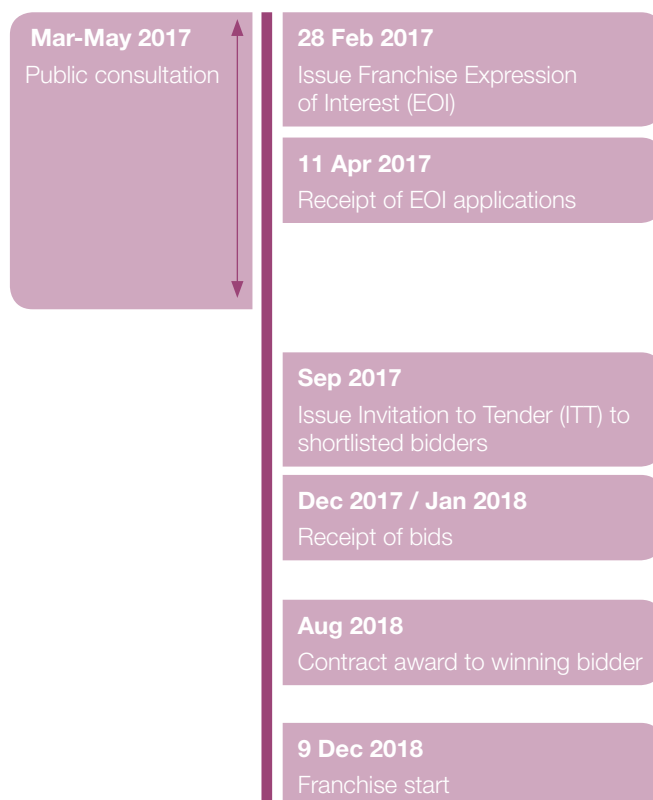 Mar-May 2017
Public consultation
28 Feb 2017
Issue Franchise Expression
of Interest (EOI)
11 Apr 2017
Receipt of EOI applications
Sep 2017
Issue Invitation to Tender (ITT) to
shortlisted bidders
Dec 2017 / Jan 2018
Receipt of bids
Aug 2018
Contract award to winning bidder
9 Dec 2018
Franchise start